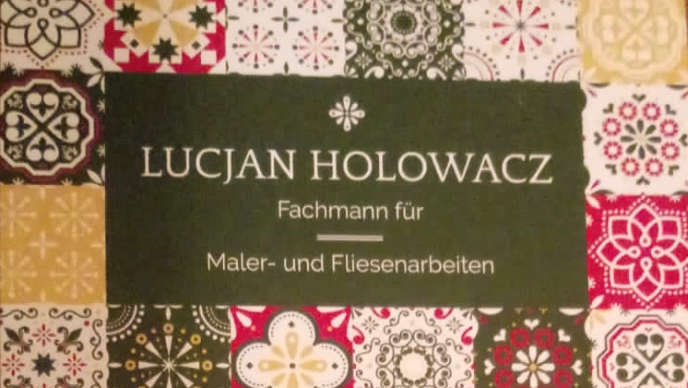 LUCJAN HOLOWACZ
Fachmann für
Maler- und Fliesenarbeiten